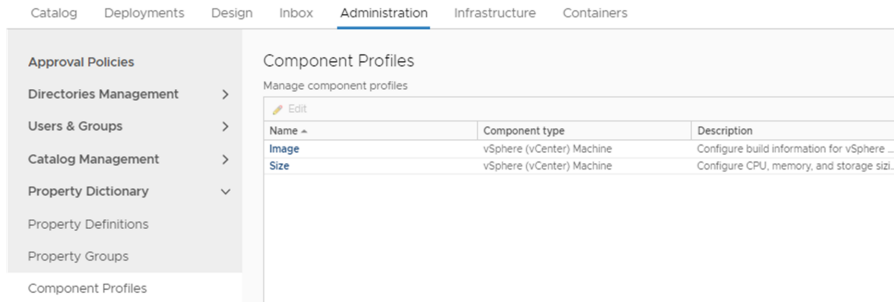 Catalog Deployments Design Inbox Administration Infrastructure Containers
Approval Policies
Directories Management
Users & Groups
Catalog Management
Property Dictionary
Property Definitions
Property Groups
Component Profiles
Component Profiles
Manage component profiles
Edit
Name Component type Description
Image vSphere (vCenter) Machine Configure build information for vSphere ...
Size vSphere (vCenter) Machine Configure CPU, memory, and storage sizi...